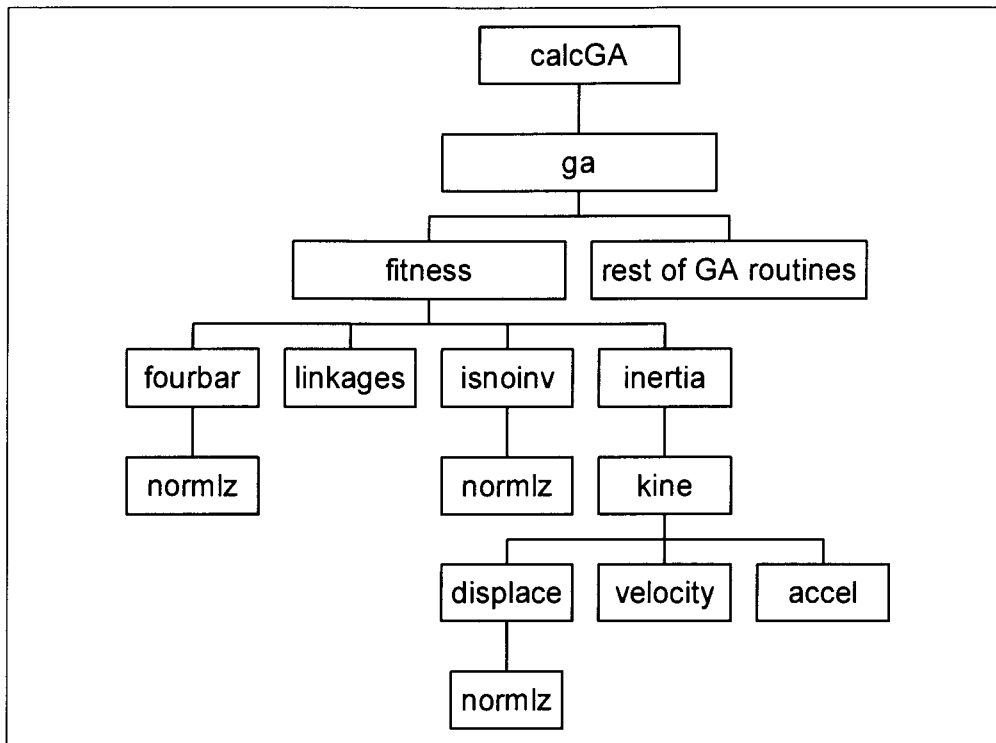 calcGA
ga
fitness
rest of GA routines
fourbar
linkages
isnoinv
inertia
normlz
normlz
kine
displace
velocity
accel
normlz